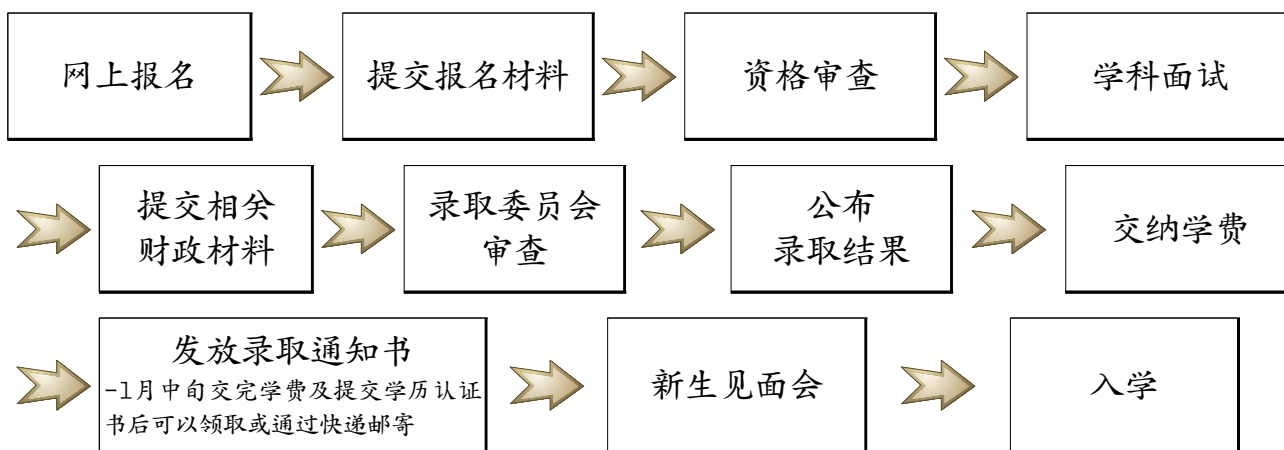 网上报名
提交报名材料
资格审查
学科面试
提交相关
财政材料
录取委员会
审查
公布
录取结果
交纳学费
发放录取通知书
-1月中旬交完学费及提交学历认证
书后可以领取或通过快递邮寄
新生见面会
入学